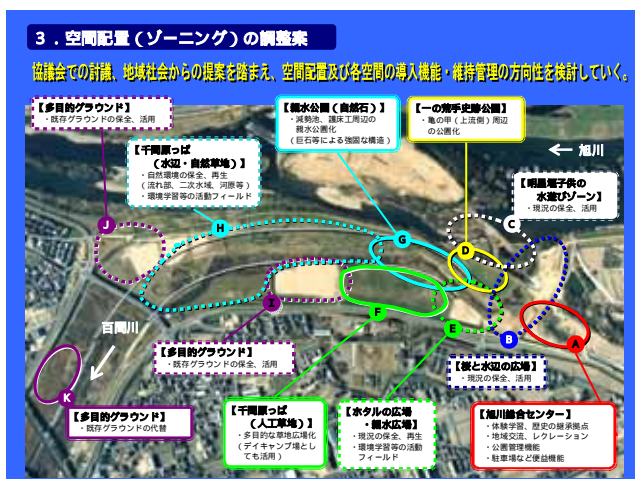 ３．空間配置（ゾーニング）の調整案
協議会での討議、地域社会からの提案を踏まえ、空間配置及び各空間の導入機能・維持管理の方向性を検討していく。
【多目的グラウンド】
・既存グラウンドの保全、活用
【親水公園（自然石）】
・減勢池、護床工周辺の
親水公園化
（巨石等による強固な構造）
【一の荒手史跡公園】
・亀の甲（上流側）周辺
の公園化
旭川
【千間原っぱ
（水辺・自然草地）】
・自然環境の保全、再生
（流れ部、二次水域、河原等）
・環境学習等の活動フィールド
【明星堰子供の
水遊びゾーン】
・現況の保全、活用
J
H
G
C
D
I
F
E
B
A
K
百間川
【多目的グラウンド】
・既存グラウンドの保全、活用
【桜と水辺の広場】
・現況の保全、活用
【多目的グラウンド】
・既存グラウンドの代替
【千間原っぱ
（人工草地）】
・多目的な草地広場化
（デイキャンプ場とし
ても活用）
【ホタルの広場
・親水広場】
・現況の保全、再生
・環境学習等の活動
フィールド
【旭川総合センター】
・体験学習、歴史の継承拠点
・地域交流、レクレーション
・公園管理機能
・駐車場など便益機能